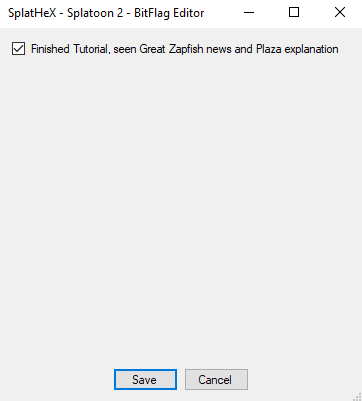 SplatHeX - Splatoon 2 - BitFlag Editor
Finished Tutorial, seen Great Zapfish news and Plaza explanation
Save Cancel